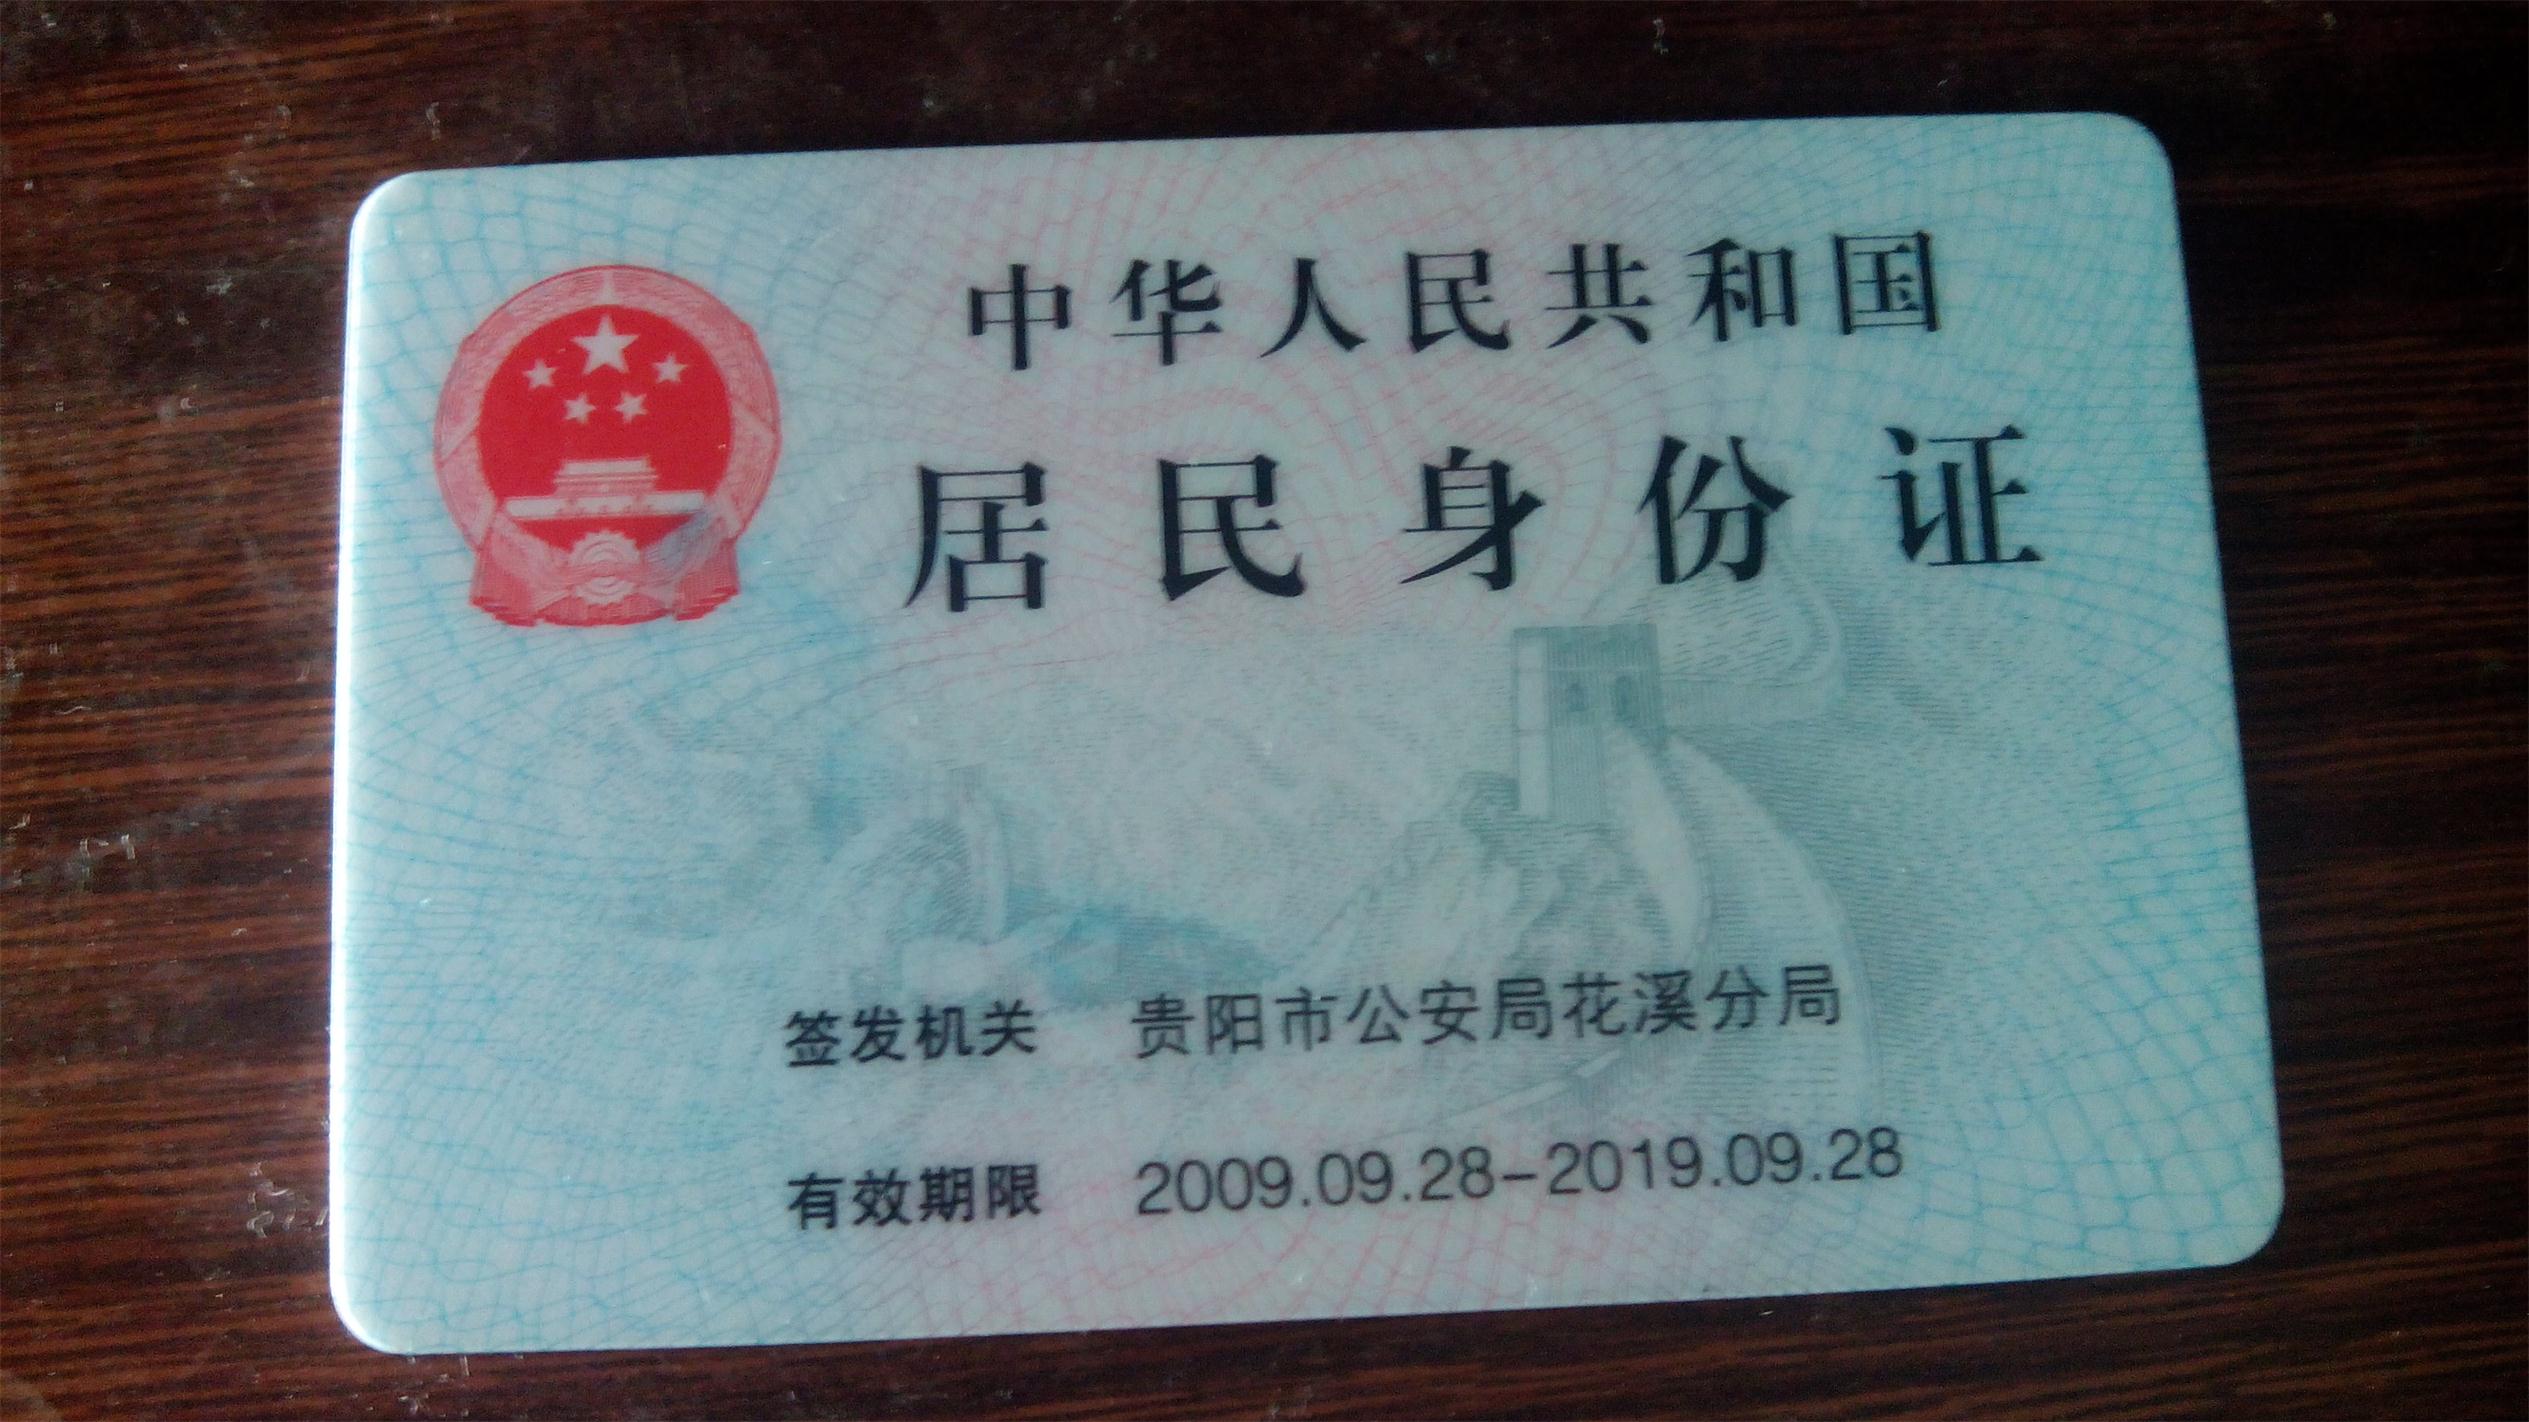 中华人民共和国
居民身份证
签发机关 贵阳市公安局花溪分局
有效期限 2009.09.28-2019.09.28